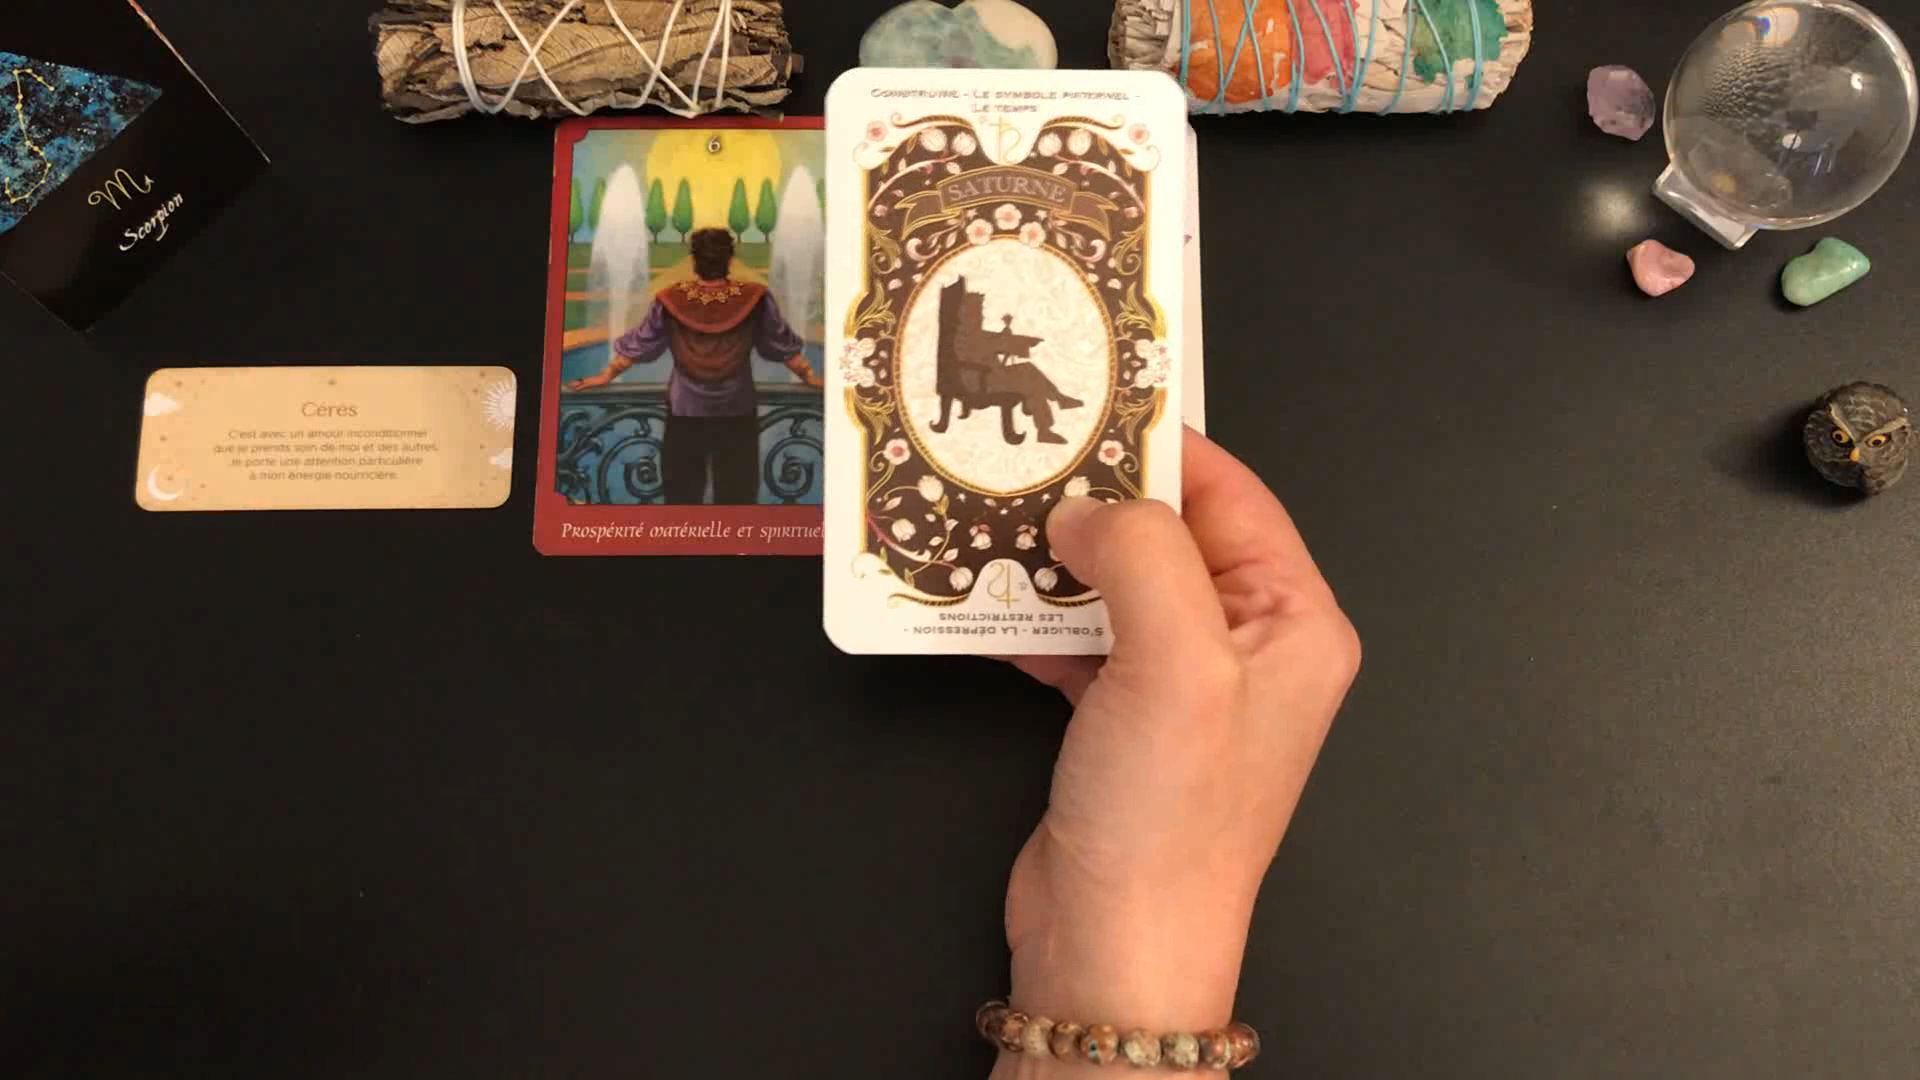 Scorpion
Cérès
C'est avec un amour inconditionnel
que je prends soin de moi et des autres.
Je porte une attention particulière
à mon énergie nourricière.
6
Prospérité matérielle et spirituel
Construire - Le symbole paternel -
Le temps
SATURNE
S'obliger - La dépression -
Les restrictions